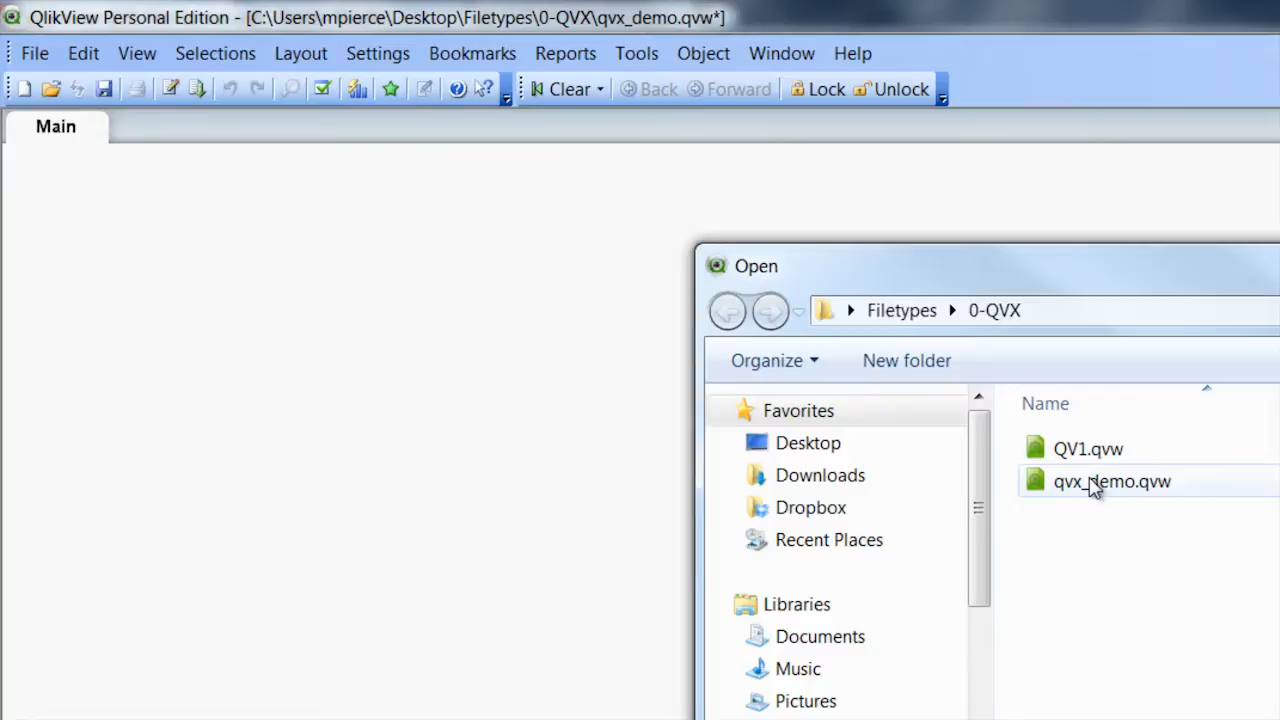 QlikView Personal Edition - [C:\Users\mpierce\Desktop\Filetypes\0-QVX\qvx_demo.qvw*]
File Edit View Selections Layout Settings Bookmarks Reports Tools Object Window Help
Clear Back Forward Lock Unlock
Main
Open
Filetypes 0-QVX
Organize New folder
Favorites
Desktop
Downloads
Dropbox
Recent Places
Libraries
Documents
Music
Pictures
Name
QV1.qvw
qvx_demo.qvw